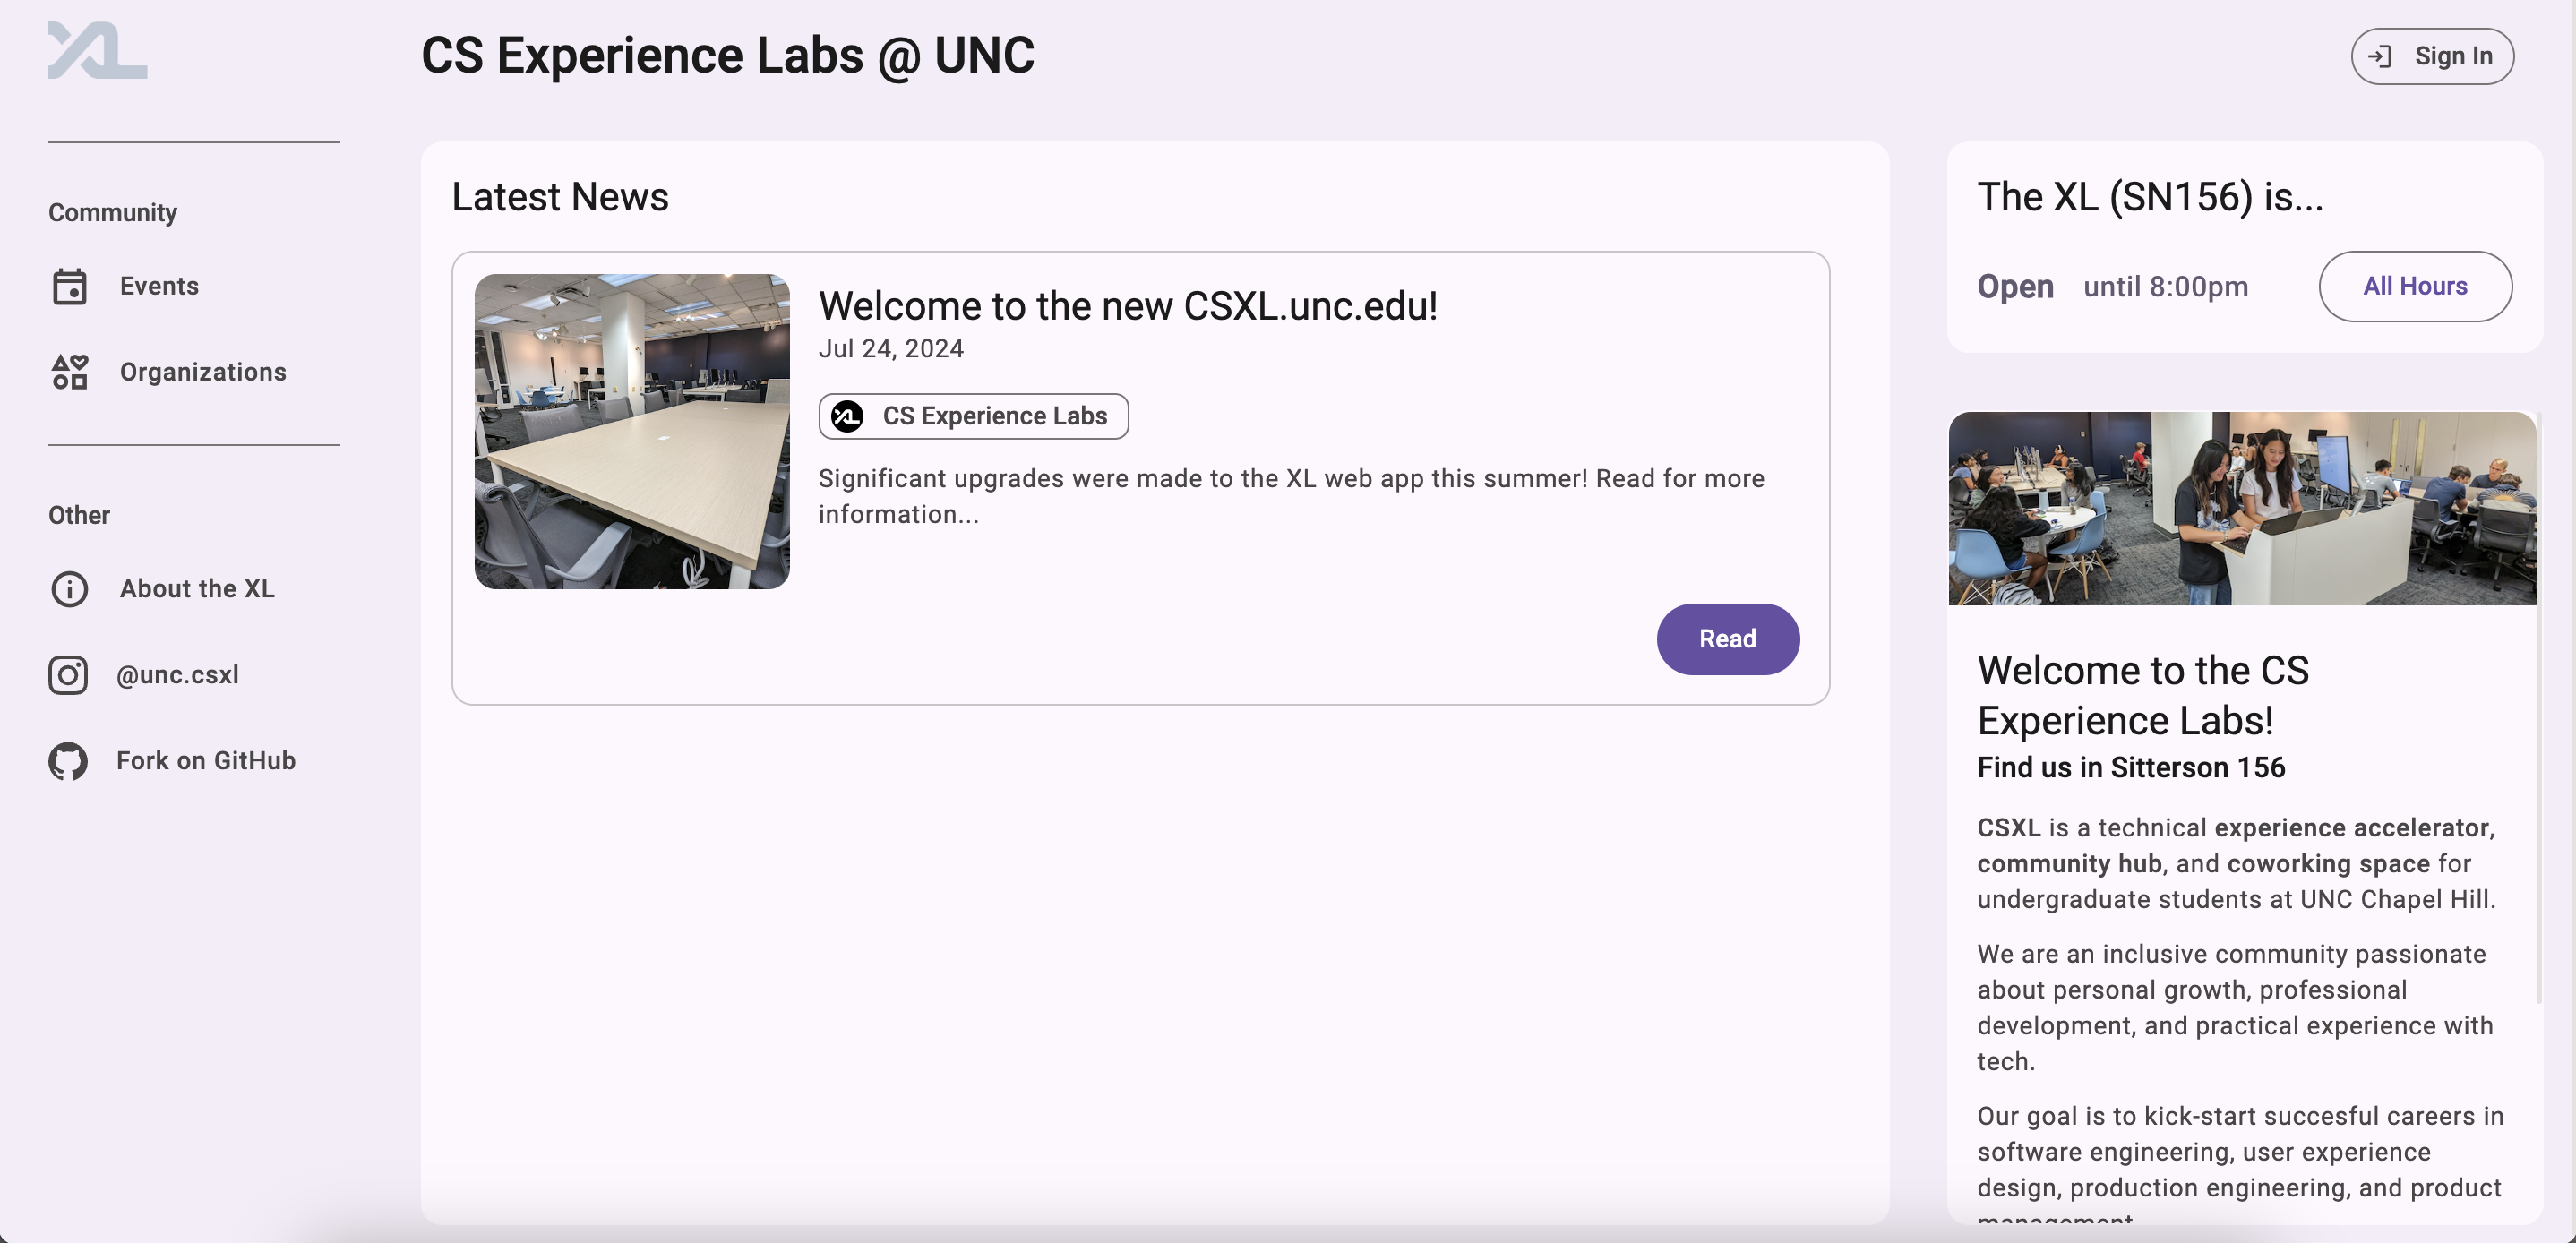 XL
CS Experience Labs @ UNC
Sign In
Community
Events
Organizations
Other
About the XL
@unc.csxl
Fork on GitHub
Latest News
Welcome to the new CSXL.unc.edu!
Jul 24, 2024
XL CS Experience Labs
Significant upgrades were made to the XL web app this summer! Read for more
information...
Read
The XL (SN156) is...
Open until 8:00pm
All Hours
Welcome to the CS
Experience Labs!
Find us in Sitterson 156
CSXL is a technical experience accelerator,
community hub, and coworking space for
undergraduate students at UNC Chapel Hill.
We are an inclusive community passionate
about personal growth, professional
development, and practical experience with
tech.
Our goal is to kick-start succesful careers in
software engineering, user experience
design, production engineering, and product
management